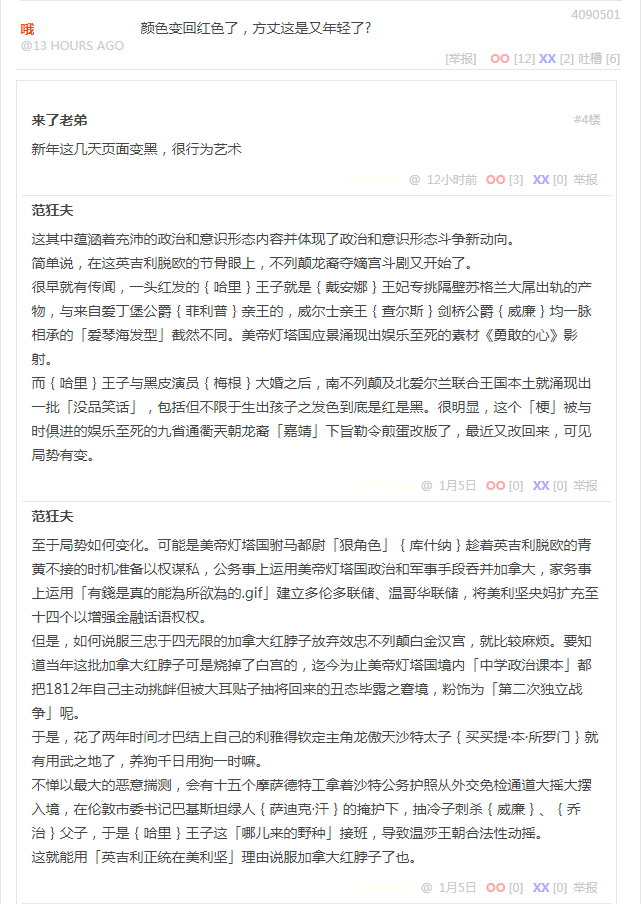 4090501
哦
颜色变回红色了，方丈这是又年轻了?
@13 HOURS AGO
[举报] OO [12] XX [2] 吐槽 [6]
来了老弟 #4楼
新年这几天页面变黑，很行为艺术
@ 12小时前 OO [3] XX [0] 举报
范狂夫
这其中蕴涵着充沛的政治和意识形态内容并体现了政治和意识形态斗争新动向。
简单说，在这英吉利脱欧的节骨眼上，不列颠龙裔夺嫡宫斗剧又开始了。
很早就有传闻，一头红发的｛哈里｝王子就是｛戴安娜｝王妃专挑隔壁苏格兰大屌出轨的产
物，与来自爱丁堡公爵｛菲利普｝亲王的，威尔士亲王｛查尔斯｝剑桥公爵｛威廉｝均一脉
相承的「爱琴海发型」截然不同。美帝灯塔国应景涌现出娱乐至死的素材《勇敢的心》影
射。
而｛哈里｝王子与黑皮演员｛梅根｝大婚之后，南不列颠及北爱尔兰联合王国本土就涌现出
一批「没品笑话」，包括但不限于生出孩子之发色到底是红是黑。很明显，这个「梗」被与
时俱进的娱乐至死的九省通衢天朝龙裔「嘉靖」下旨勒令煎蛋改版了，最近又改回来，可见
局势有变。
@ 1月5日 OO [0] XX [0] 举报
范狂夫
至于局势如何变化。可能是美帝灯塔国驸马都尉「狠角色」｛库什纳｝趁着英吉利脱欧的青
黄不接的时机准备以权谋私，公务事上运用美帝灯塔国政治和军事手段吞并加拿大，家务事
上运用「有錢是真的能為所欲為的.gif」建立多伦多联储、温哥华联储，将美利坚央妈扩充至
十四个以增强金融话语权权。
但是，如何说服三忠于四无限的加拿大红脖子放弃效忠不列颠白金汉宫，就比较麻烦。要知
道当年这批加拿大红脖子可是烧掉了白宫的，迄今为止美帝灯塔国境内「中学政治课本」都
把1812年自己主动挑衅但被大耳贴子抽将回来的丑态毕露之窘境，粉饰为「第二次独立战
争」呢。
于是，花了两年时间才巴结上自己的利雅得钦定主角龙傲天沙特太子｛买买提·本·所罗门｝就
有用武之地了，养狗千日用狗一时嘛。
不惮以最大的恶意揣测，会有十五个摩萨德特工拿着沙特公务护照从外交免检通道大摇大摆
入境，在伦敦市委书记巴基斯坦绿人｛萨迪克·汗｝的掩护下，抽冷子刺杀｛威廉｝、｛乔
治｝父子，于是｛哈里｝王子这「哪儿来的野种」接班，导致温莎王朝合法性动摇。
这就能用「英吉利正统在美利坚」理由说服加拿大红脖子了也。
@ 1月5日 OO [0] XX [0] 举报